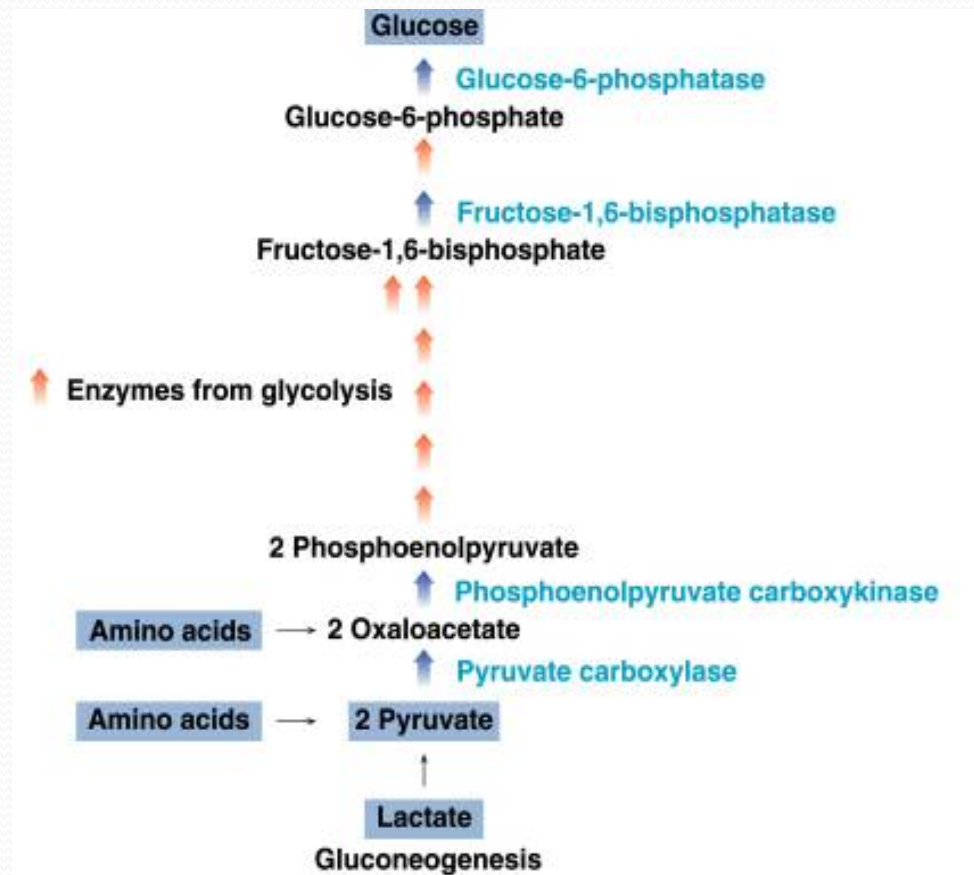 Glucose
Glucose-6-phosphatase
Glucose-6-phosphate
Fructose-1,6-bisphosphatase
Fructose-1,6-bisphosphate
Enzymes from glycolysis
2 Phosphoenolpyruvate
Phosphoenolpyruvate carboxykinase
Amino acids
2 Oxaloacetate
Pyruvate carboxylase
Amino acids
2 Pyruvate
Lactate
Gluconeogenesis